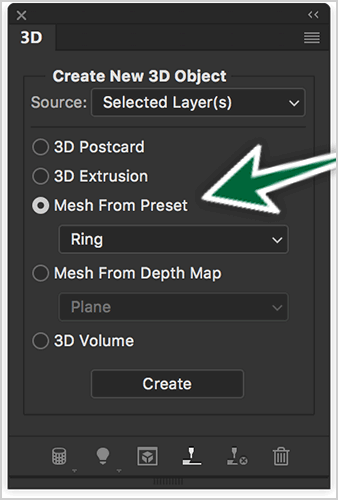 3D
Create New 3D Object
Source: Selected Layer(s)
3D Postcard
3D Extrusion
Mesh From Preset
Ring
Mesh From Depth Map
Plane
3D Volume
Create